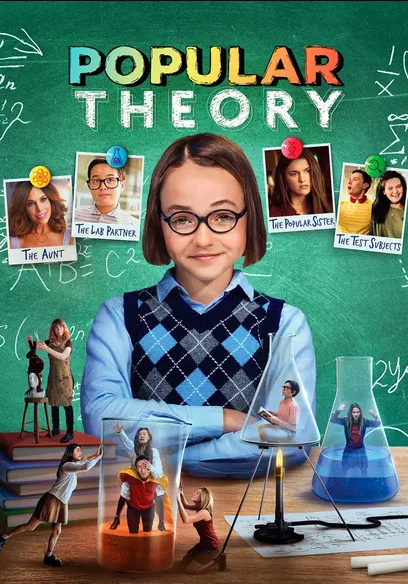 POPULAR
THEORY
THE AUNT
THE LAB PARTNER
THE POPULAR SISTER
THE TEST SUBJECTS